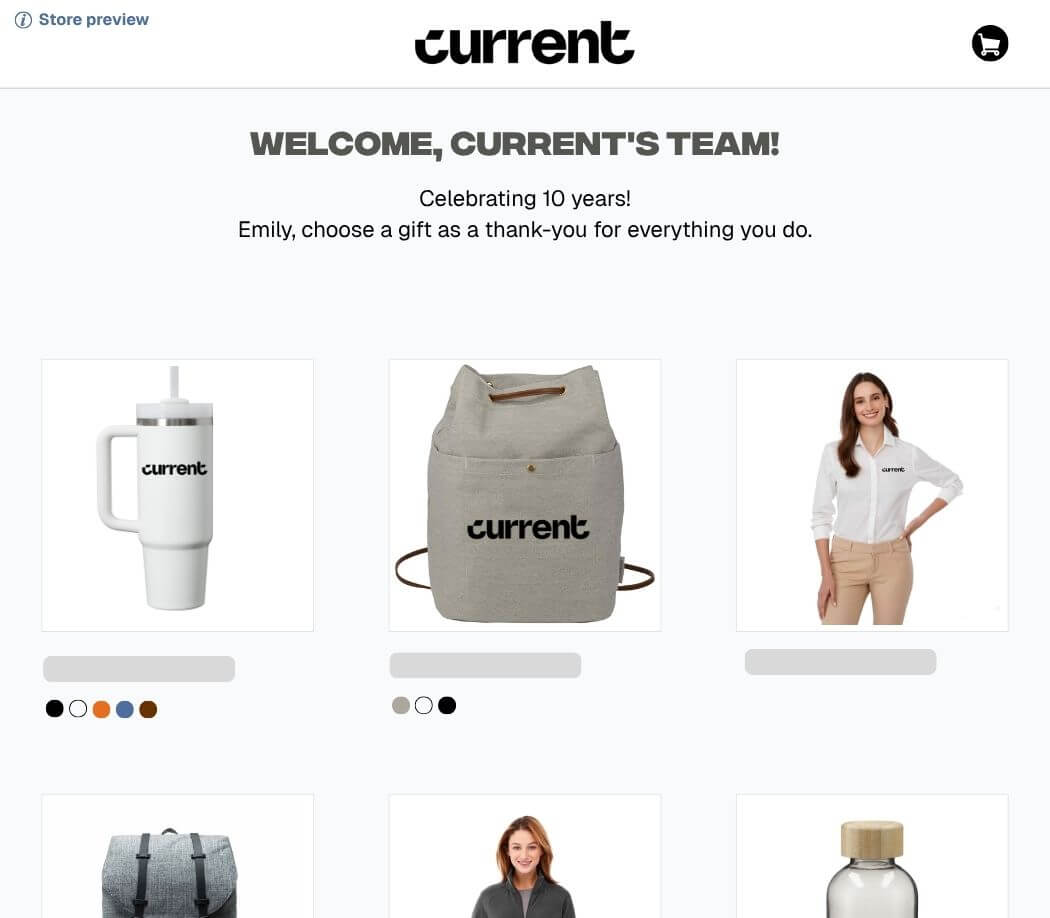 Store preview
current
WELCOME, CURRENT'S TEAM!
Celebrating 10 years!
Emily, choose a gift as a thank-you for everything you do.
current
current
current